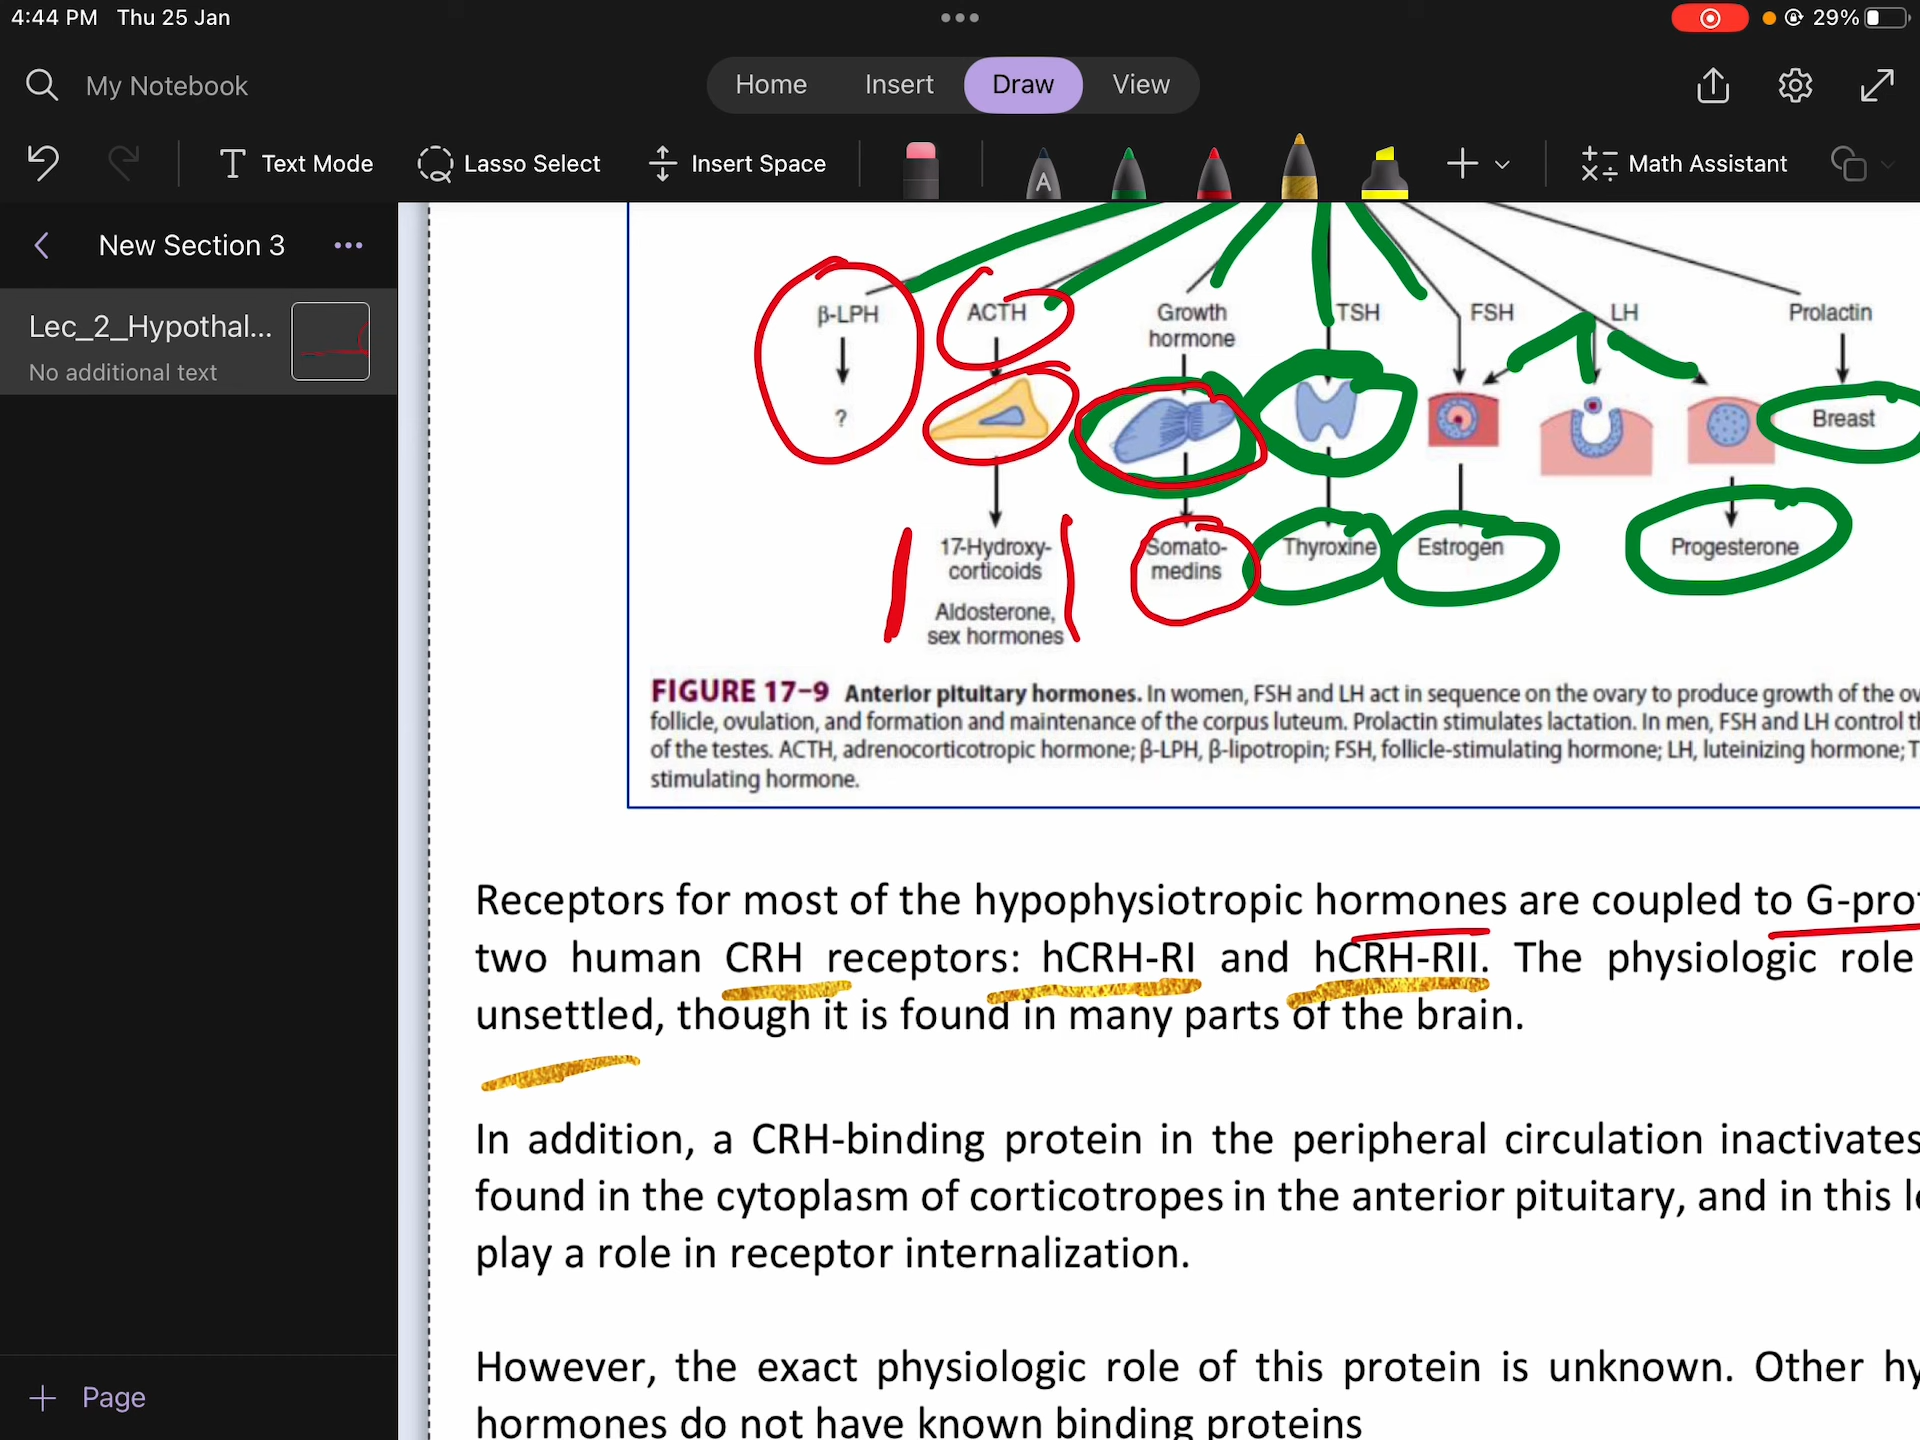 4:44 PM Thu 25 Jan
29%
My Notebook
Home Insert Draw View
Text Mode Lasso Select Insert Space A Math Assistant
New Section 3
Lec_2_Hypothal...
No additional text
Page
β-LPH ACTH Growth hormone TSH FSH LH Prolactin
?
Breast
17-Hydroxy-
corticoids
Aldosterone,
sex hormones
Somato-
medins
Thyroxine
Estrogen
Progesterone
FIGURE 17–9 Anterior pituitary hormones. In women, FSH and LH act in sequence on the ovary to produce growth of the
follicle, ovulation, and formation and maintenance of the corpus luteum. Prolactin stimulates lactation. In men, FSH and LH control
of the testes. ACTH, adrenocorticotropic hormone; β-LPH, β-lipotropin; FSH, follicle-stimulating hormone; LH, luteinizing hormone;
stimulating hormone.
Receptors for most of the hypophysiotropic hormones are coupled to
two human CRH receptors: hCRH-RI and hCRH-RII. The physiologic role
unsettled, though it is found in many parts of the brain.
In addition, a CRH-binding protein in the peripheral circulation inactivates
found in the cytoplasm of corticotropes in the anterior pituitary, and in this
play a role in receptor internalization.
However, the exact physiologic role of this protein is unknown. Other
hormones do not have known binding proteins